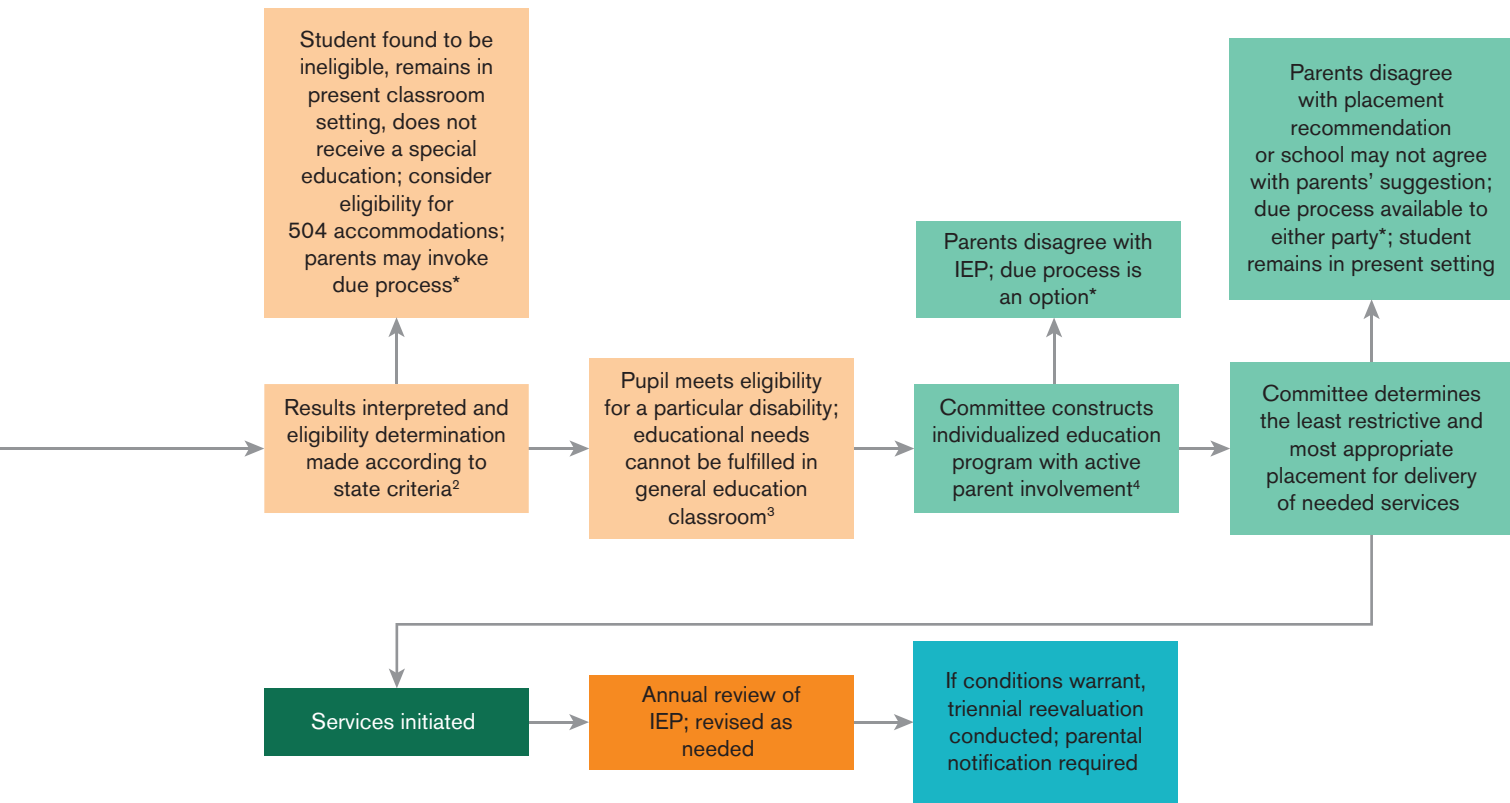 Student found to be
ineligible, remains in
present classroom
setting, does not
receive a special
education; consider
eligibility for
504 accommodations;
parents may invoke
due process*
Parents disagree with
IEP; due process is
an option*
Parents disagree
with placement
recommendation
or school may not agree
with parents’ suggestion;
due process available to
either party*; student
remains in present setting
Results interpreted and
eligibility determination
made according to
state criteria²
Pupil meets eligibility
for a particular disability;
educational needs
cannot be fulfilled in
general education
classroom³
Committee constructs
individualized education
program with active
parent involvement⁴
Committee determines
the least restrictive and
most appropriate
placement for delivery
of needed services
Services initiated
Annual review of
IEP; revised as
needed
If conditions warrant,
triennial reevaluation
conducted; parental
notification required